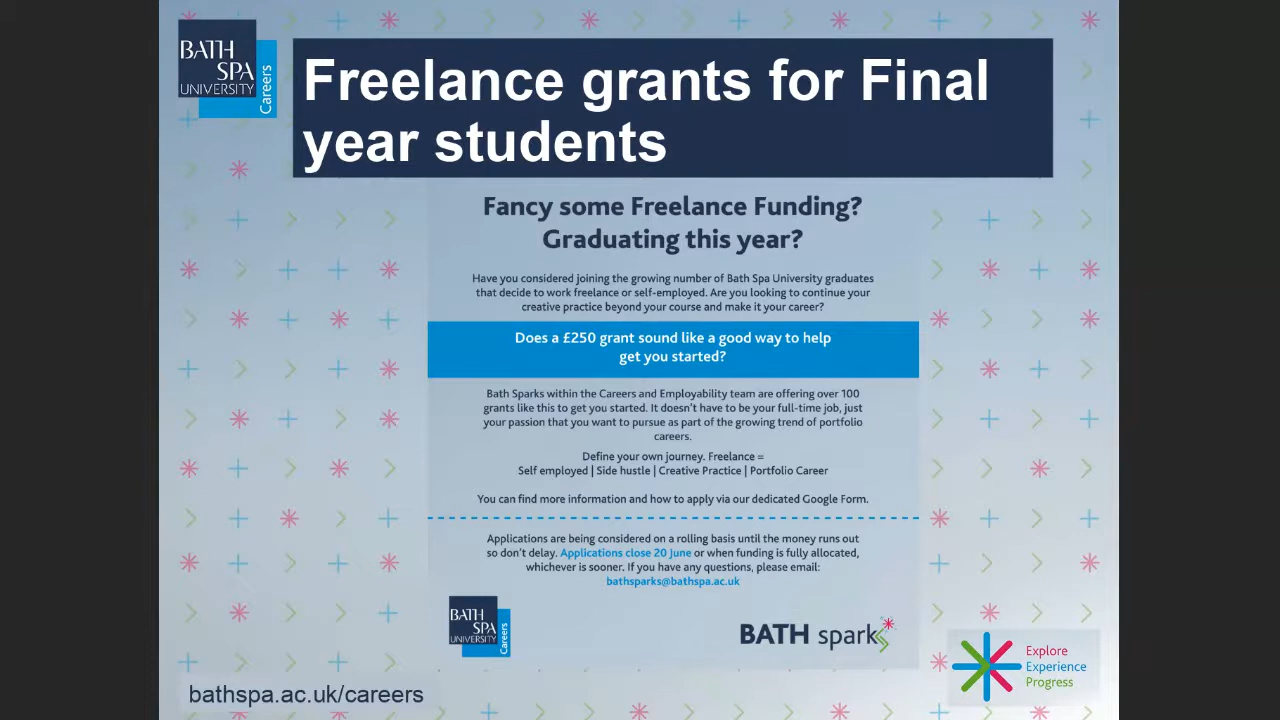 BATH
SPA
UNIVERSITY
Careers
Freelance grants for Final
year students
Fancy some Freelance Funding?
Graduating this year?
Have you considered joining the growing number of Bath Spa University graduates
that decide to work freelance or self-employed. Are you looking to continue your
creative practice beyond your course and make it your career?
Does a £250 grant sound like a good way to help
get you started?
Bath Sparks within the Careers and Employability team are offering over 100
grants like this to get you started. It doesn't have to be your full-time job, just
your passion that you want to pursue as part of the growing trend of portfolio
careers.
Define your own journey. Freelance =
Self employed | Side hustle | Creative Practice | Portfolio Career
You can find more information and how to apply via our dedicated Google Form.
Applications are being considered on a rolling basis until the money runs out
so don't delay. Applications close 20 June or when funding is fully allocated,
whichever is sooner. If you have any questions, please email:
bathsparks@bathspa.ac.uk
BATH
SPA
UNIVERSITY
Careers
BATH sparks
Explore
Experience
Progress
bathspa.ac.uk/careers